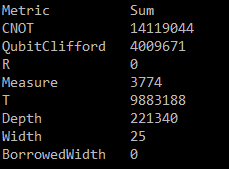 Metric Sum
CNOT 14119044
QubitClifford 4009671
R 0
Measure 3774
T 9883188
Depth 221340
Width 25
BorrowedWidth 0